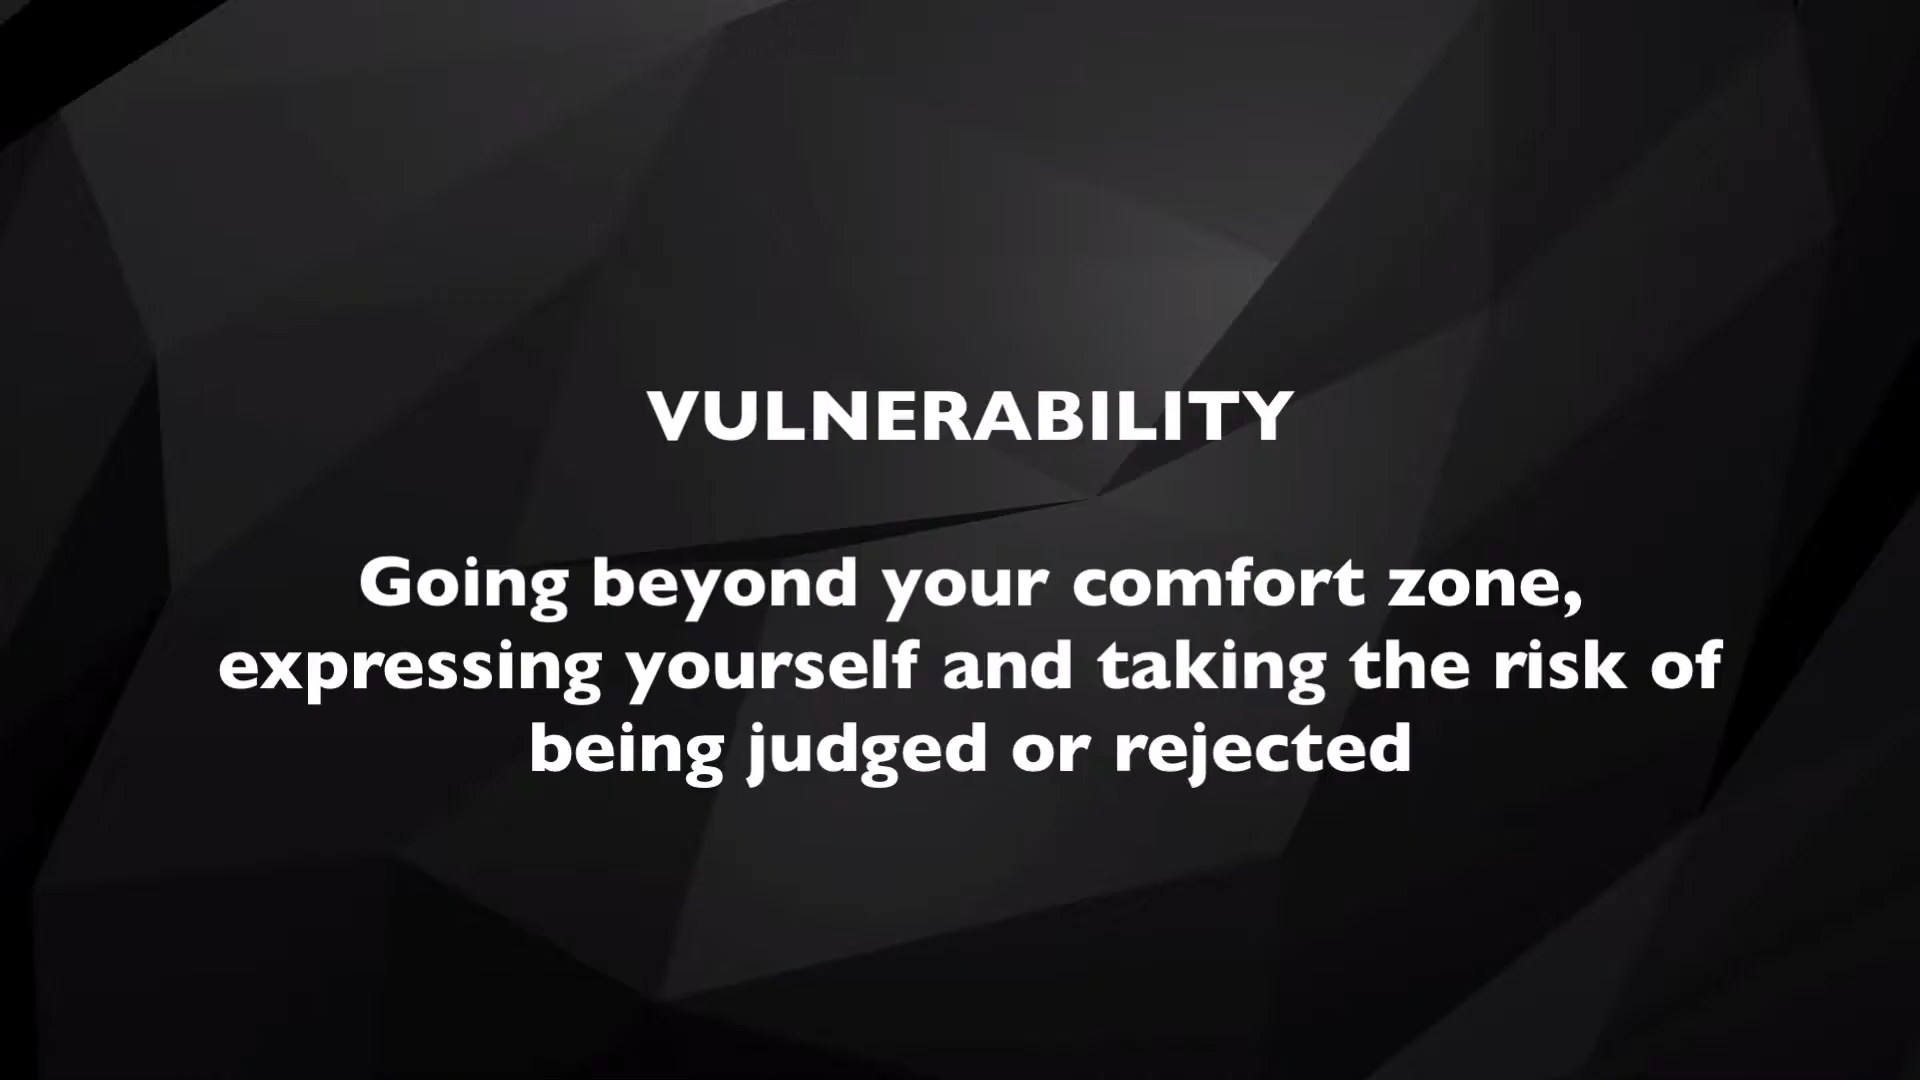 VULNERABILITY
Going beyond your comfort zone,
expressing yourself and taking the risk of
being judged or rejected